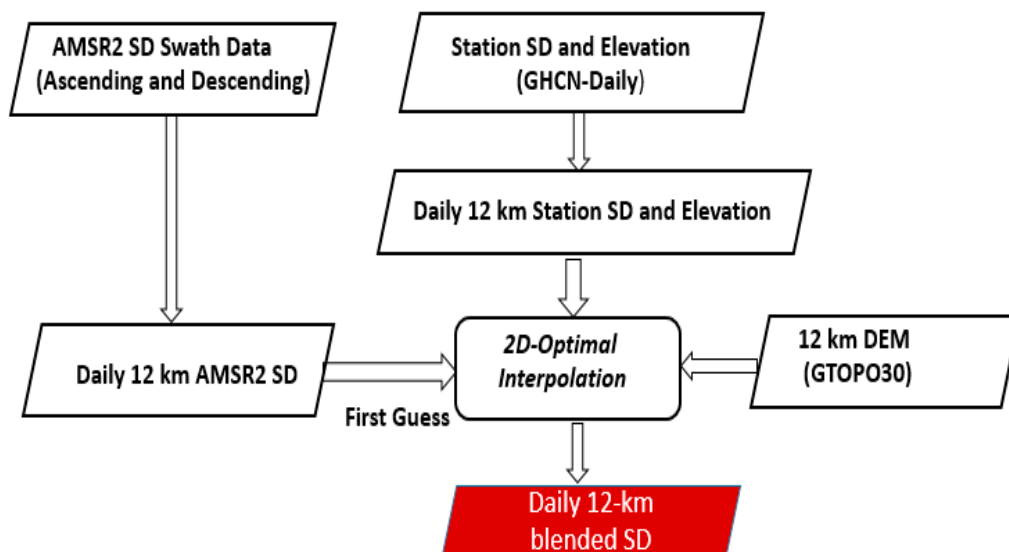 AMSR2 SD Swath Data
(Ascending and Descending)
Station SD and Elevation
(GHCN-Daily)
Daily 12 km Station SD and Elevation
Daily 12 km AMSR2 SD
First Guess
2D-Optimal
Interpolation
12 km DEM
(GTOPO30)
Daily 12-km
blended SD